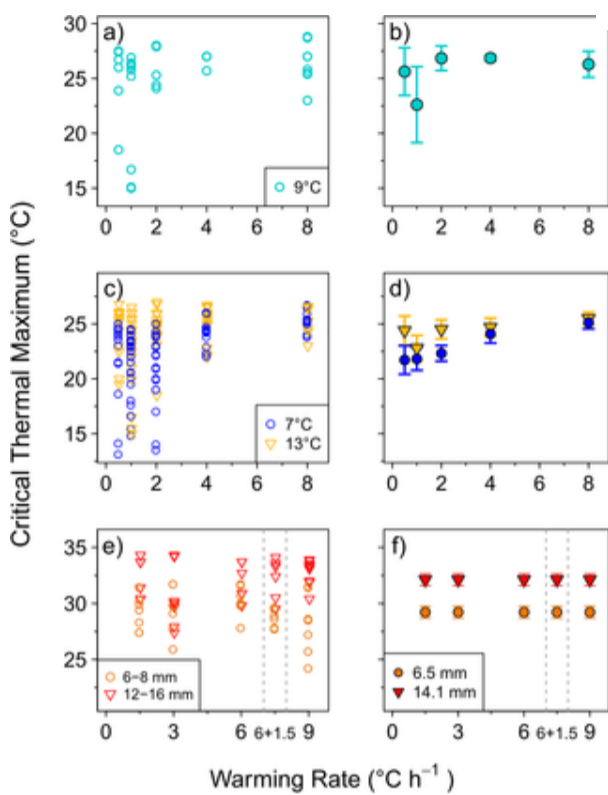 Critical Thermal Maximum (°C)
a)
30
25
20
15
9°C
0 2 4 6 8
b)
0 2 4 6 8
c)
25
20
15
7°C
13°C
0 2 4 6 8
d)
0 2 4 6 8
e)
35
30
25
6−8 mm
12−16 mm
0 3 6 6+1.5 9
f)
6.5 mm
14.1 mm
0 3 6 6+1.5 9
Warming Rate (°C h⁻¹ )